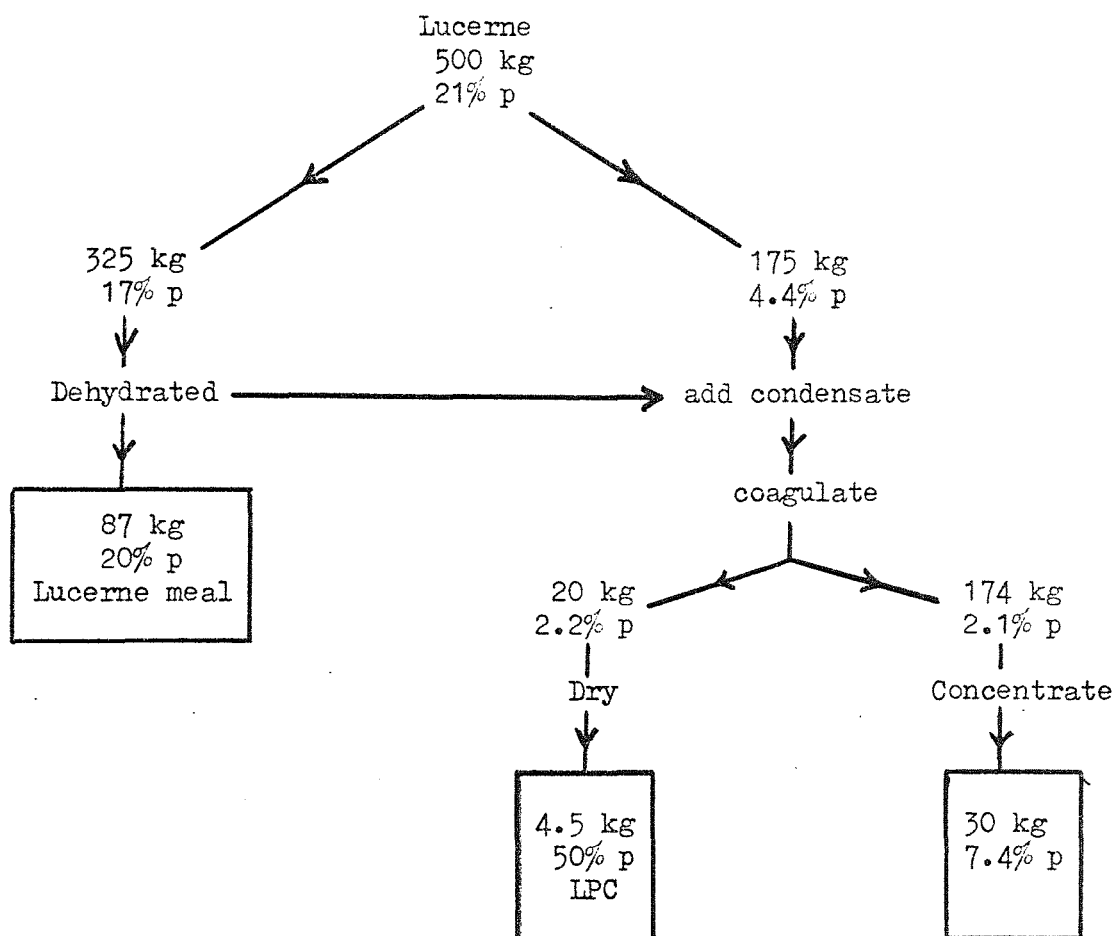 Lucerne
500 kg
21% p
325 kg
17% p
175 kg
4.4% p
Dehydrated
add condensate
coagulate
87 kg
20% p
Lucerne meal
20 kg
2.2% p
174 kg
2.1% p
Dry
Concentrate
4.5 kg
50% p
LPC
30 kg
7.4% p